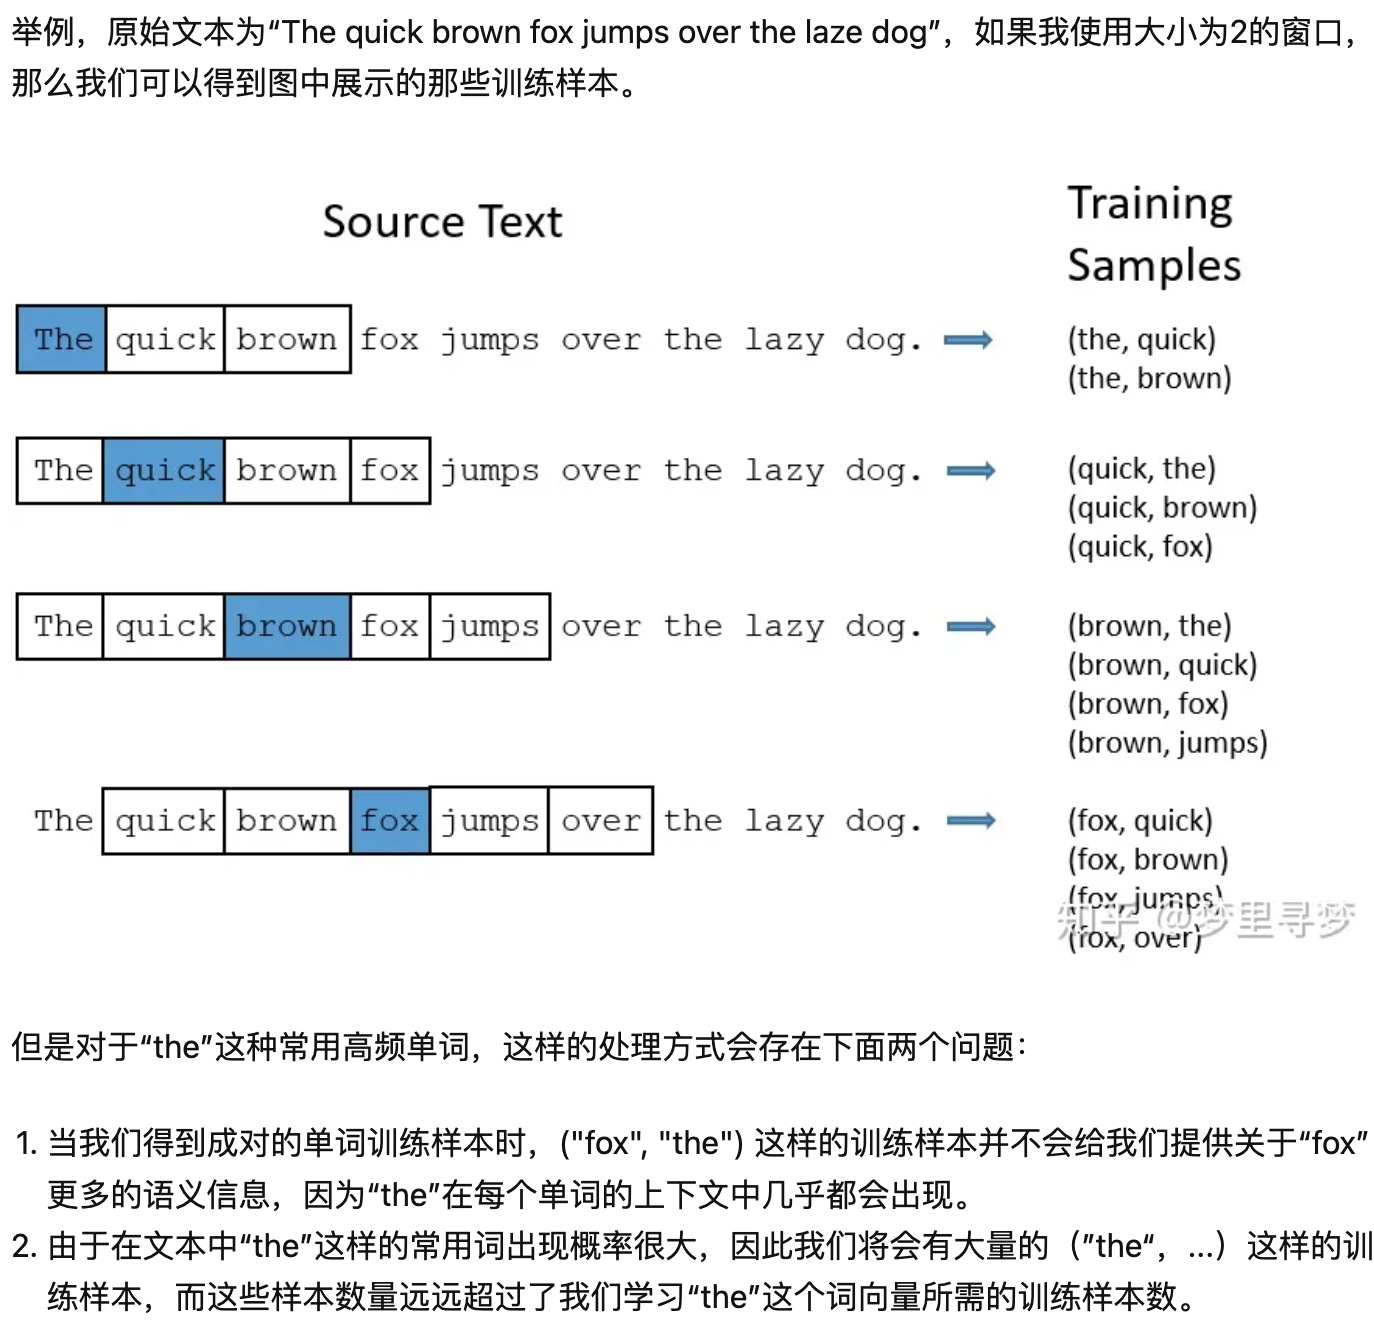 举例，原始文本为“The quick brown fox jumps over the laze dog”，如果我使用大小为2的窗口，
那么我们可以得到图中展示的那些训练样本。
Source Text
Training
Samples
The quick brown fox jumps over the lazy dog.
(the, quick)
(the, brown)
The quick brown fox jumps over the lazy dog.
(quick, the)
(quick, brown)
(quick, fox)
The quick brown fox jumps over the lazy dog.
(brown, the)
(brown, quick)
(brown, fox)
(brown, jumps)
The quick brown fox jumps over the lazy dog.
(fox, quick)
(fox, brown)
(fox, jumps)
知乎 @梦里寻梦
(fox, over)
但是对于“the”这种常用高频单词，这样的处理方式会存在下面两个问题：
1. 当我们得到成对的单词训练样本时，("fox", "the") 这样的训练样本并不会给我们提供关于“fox”
更多的语义信息，因为“the”在每个单词的上下文中几乎都会出现。
2. 由于在文本中“the”这样的常用词出现概率很大，因此我们将会有大量的（”the“，...）这样的训
练样本，而这些样本数量远远超过了我们学习“the”这个词向量所需的训练样本数。